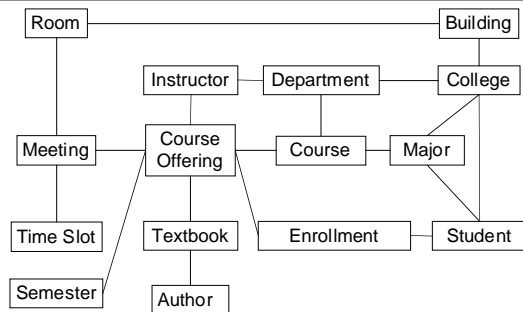 Room
Building
Instructor
Department
College
Meeting
Course
Offering
Course
Major
Time Slot
Textbook
Enrollment
Student
Semester
Author